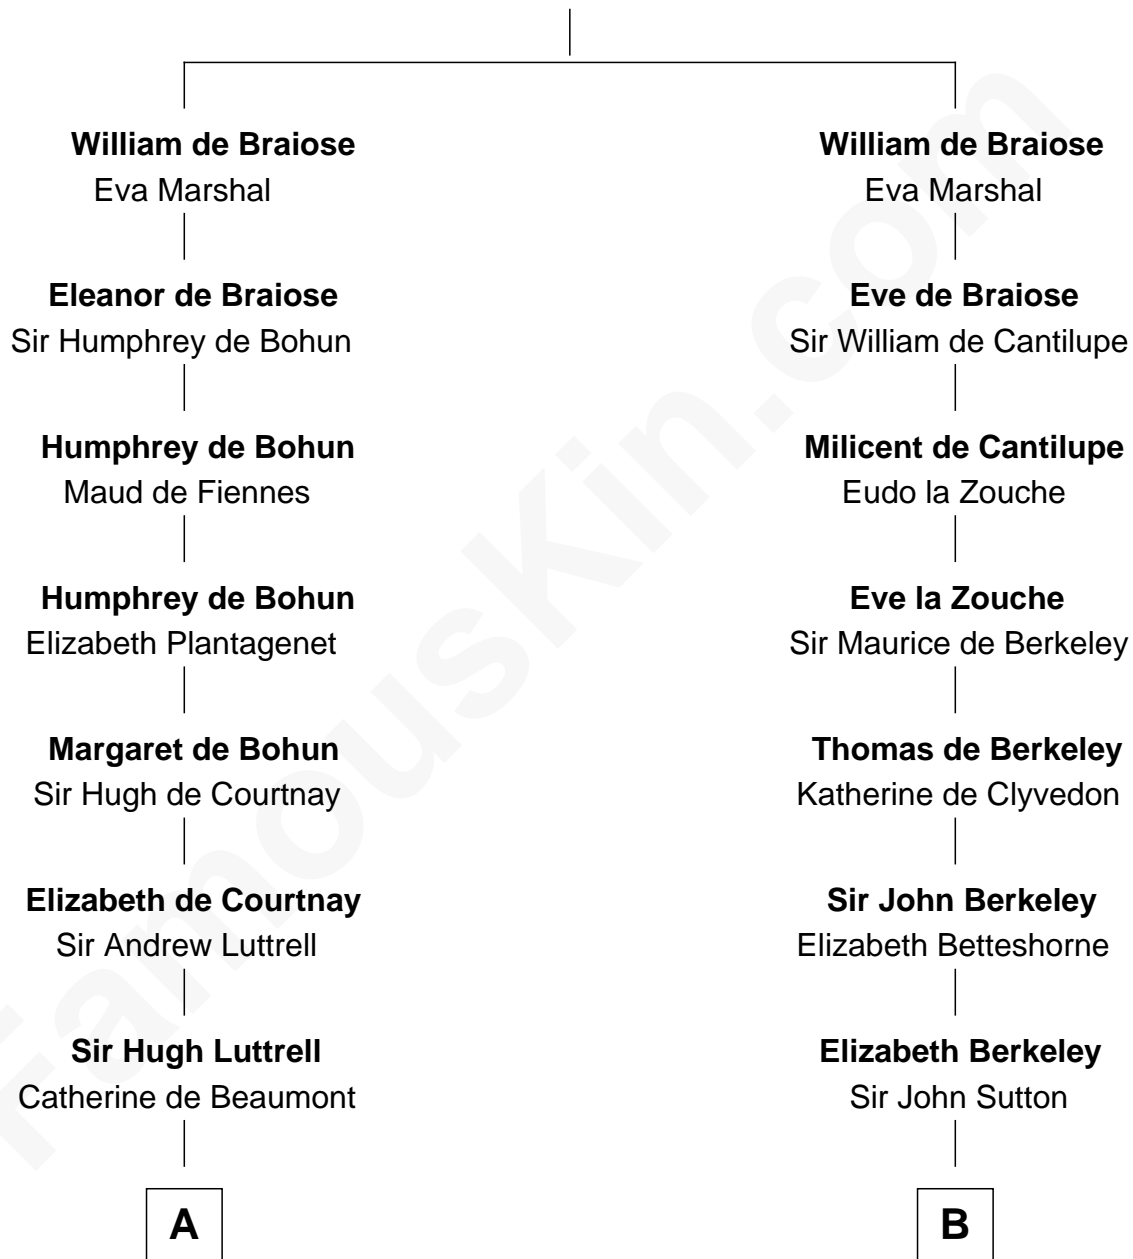 William de Braiose
Eva Marshal
Eleanor de Braiose
Sir Humphrey de Bohun
Humphrey de Bohun
Maud de Fiennes
Humphrey de Bohun
Elizabeth Plantagenet
Margaret de Bohun
Sir Hugh de Courtnay
Elizabeth de Courtnay
Sir Andrew Luttrell
Sir Hugh Luttrell
Catherine de Beaumont
A
William de Braiose
Eva Marshal
Eve de Braiose
Sir William de Cantilupe
Milicent de Cantilupe
Eudo la Zouche
Eve la Zouche
Sir Maurice de Berkeley
Thomas de Berkeley
Katherine de Clyvedon
Sir John Berkeley
Elizabeth Betteshorne
Elizabeth Berkeley
Sir John Sutton
B
FamousKin.com